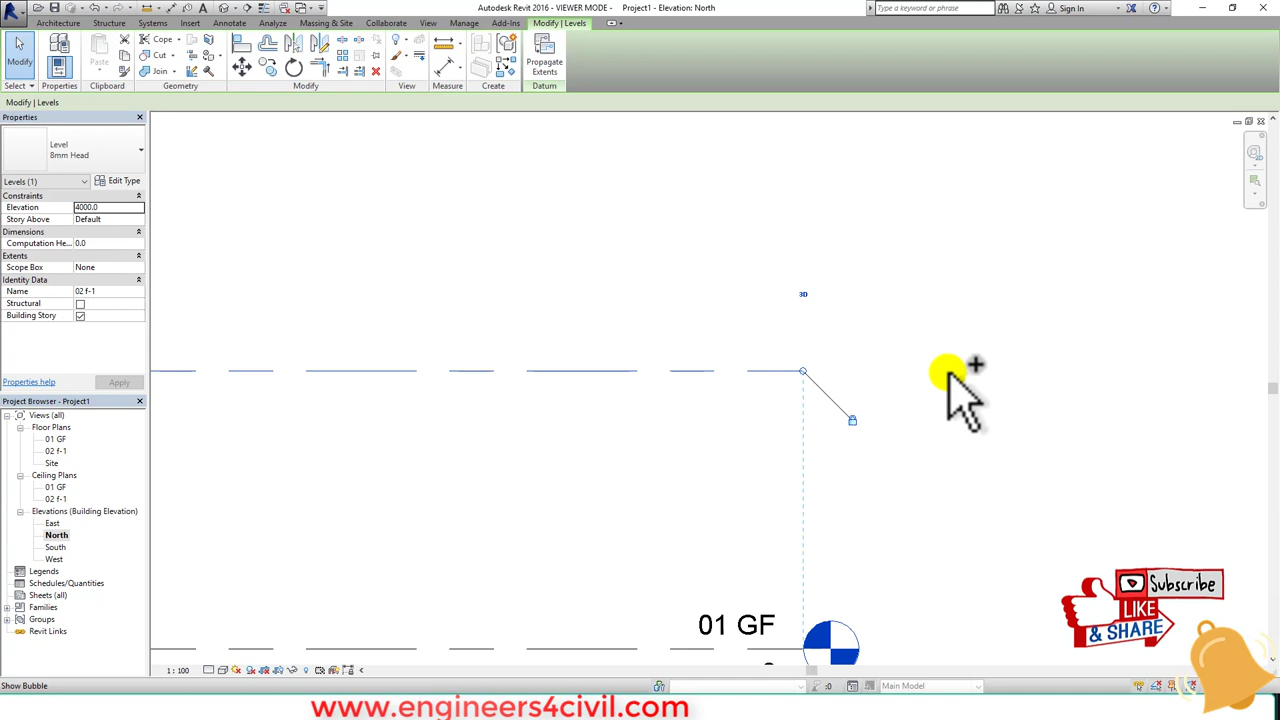 Autodesk Revit 2016 - VIEWER MODE - Project1 - Elevation: North
Type a keyword or phrase
Sign In
Architecture Structure Systems Insert Annotate Analyze Massing & Site Collaborate View Manage Add-Ins Modify | Levels
Modify
Paste
Cope
Cut
Join
Propagate
Extents
Select Properties Clipboard Geometry Modify View Measure Create Datum
Modify | Levels
Properties
Level
8mm Head
Levels (1)
Edit Type
Constraints
Elevation 4000.0
Story Above Default
Dimensions
Computation He... 0.0
Extents
Scope Box None
Identity Data
Name 02 f-1
Structural
Building Story
Properties help
Apply
Project Browser - Project1
Views (all)
Floor Plans
01 GF
02 f-1
Site
Ceiling Plans
01 GF
02 f-1
Elevations (Building Elevation)
East
North
South
West
Legends
Schedules/Quantities
Sheets (all)
Families
Groups
Revit Links
3D
01 GF
Subscribe
LIKE
& SHARE
1 : 100
Show Bubble
:0
Main Model
www.engineers4civil.com